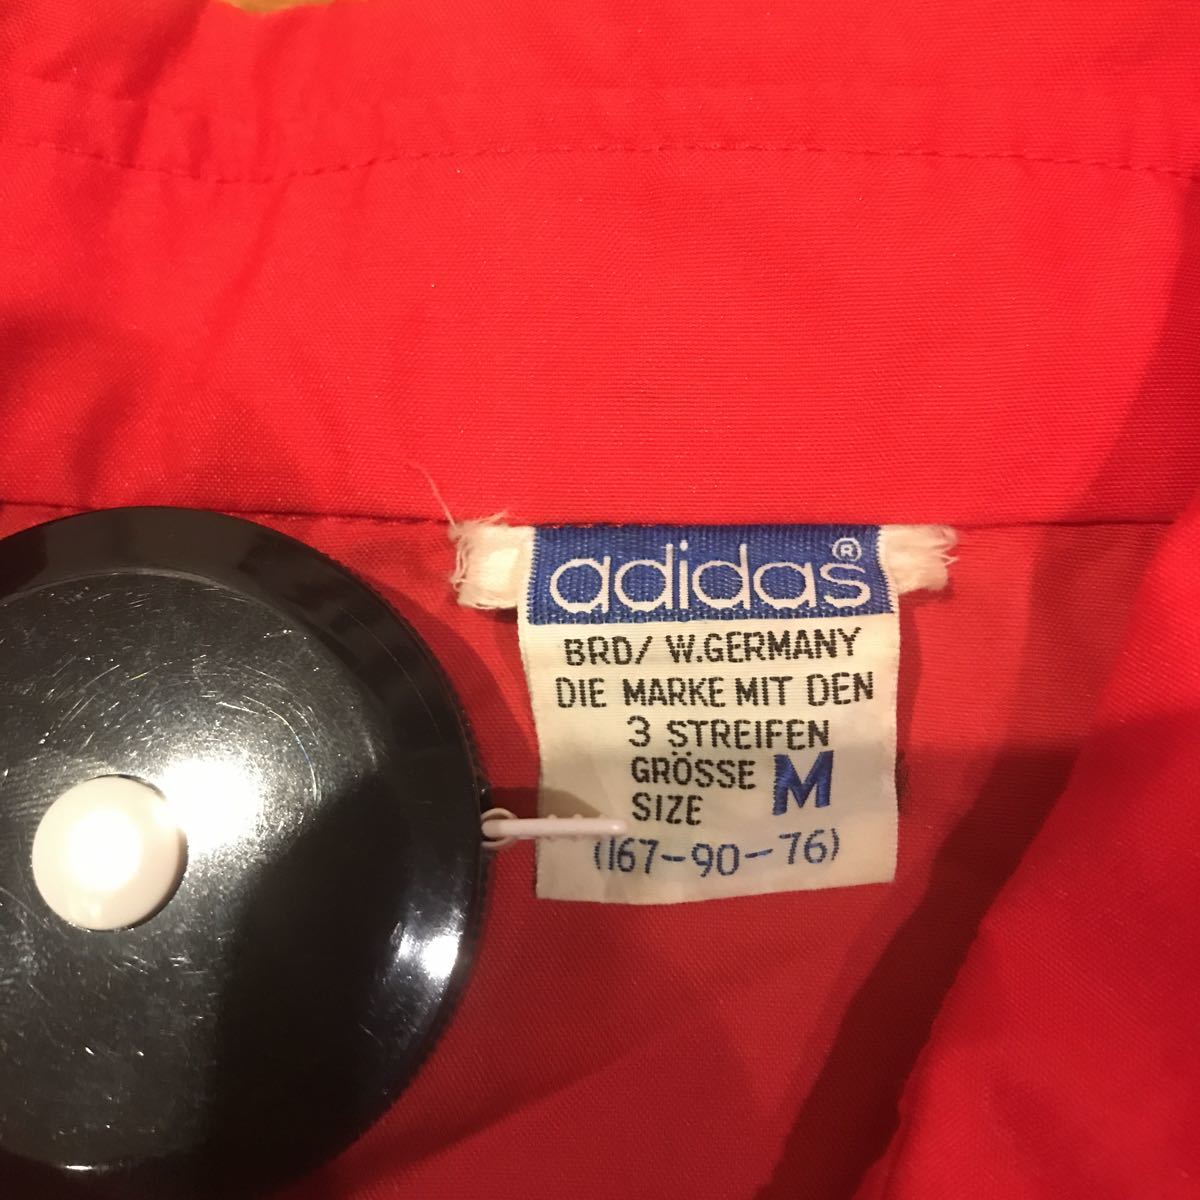 adidas®
BRD/ W.GERMANY
DIE MARKE MIT DEN
3 STREIFEN
GRÖSSE M
SIZE
(167-90-76)